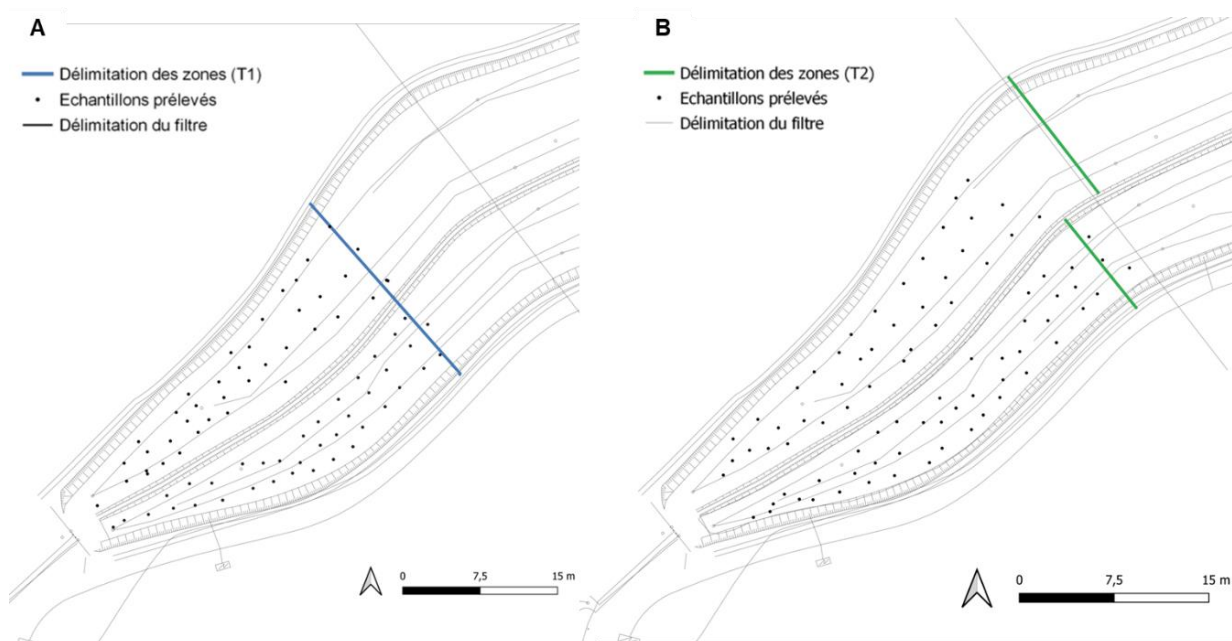 A
Délimitation des zones (T1)
Echantillons prélevés
Délimitation du filtre
0 7,5 15 m
B
Délimitation des zones (T2)
Echantillons prélevés
Délimitation du filtre
0 7,5 15 m